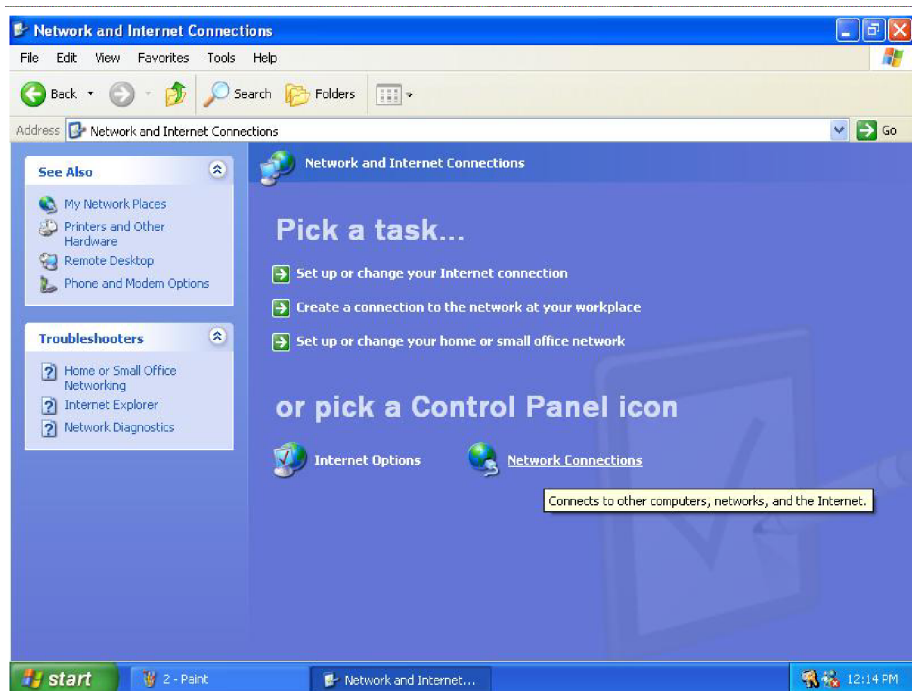 Network and Internet Connections
File Edit View Favorites Tools Help
Back Search Folders
Address Network and Internet Connections Go
See Also
My Network Places
Printers and Other
Hardware
Remote Desktop
Phone and Modem Options
Troubleshooters
Home or Small Office
Networking
Internet Explorer
Network Diagnostics
Network and Internet Connections
Pick a task...
Set up or change your Internet connection
Create a connection to the network at your workplace
Set up or change your home or small office network
or pick a Control Panel icon
Internet Options Network Connections
Connects to other computers, networks, and the Internet.
start 2 - Paint Network and Internet... 12:14 PM